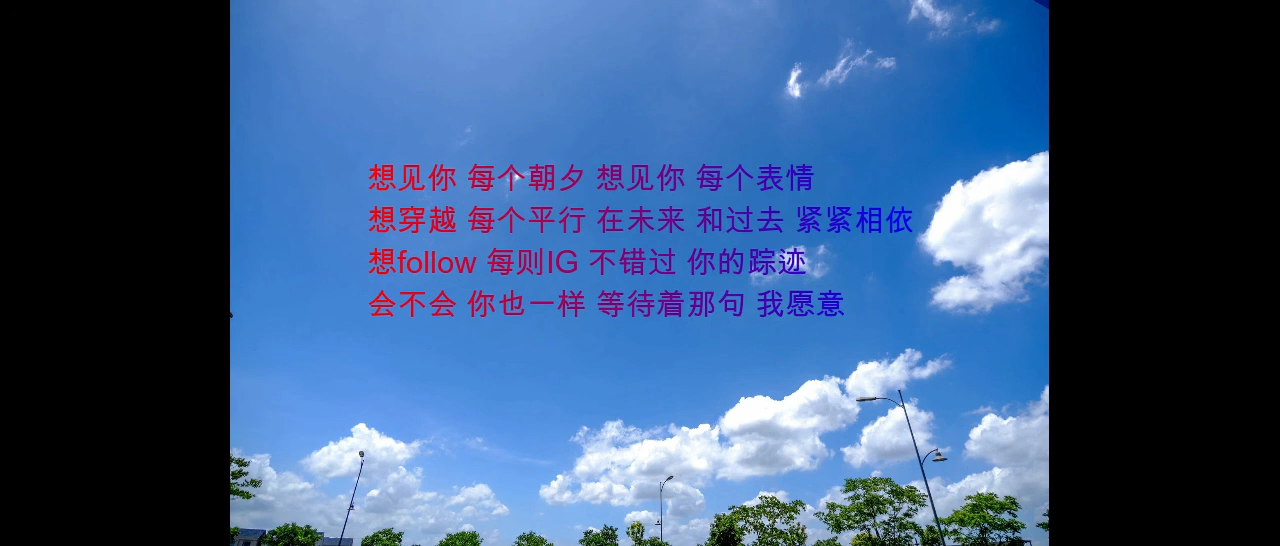 想见你 每个朝夕 想见你 每个表情
想穿越 每个平行 在未来 和过去 紧紧相依
想follow 每则IG 不错过 你的踪迹
会不会 你也一样 等待着那句 我愿意